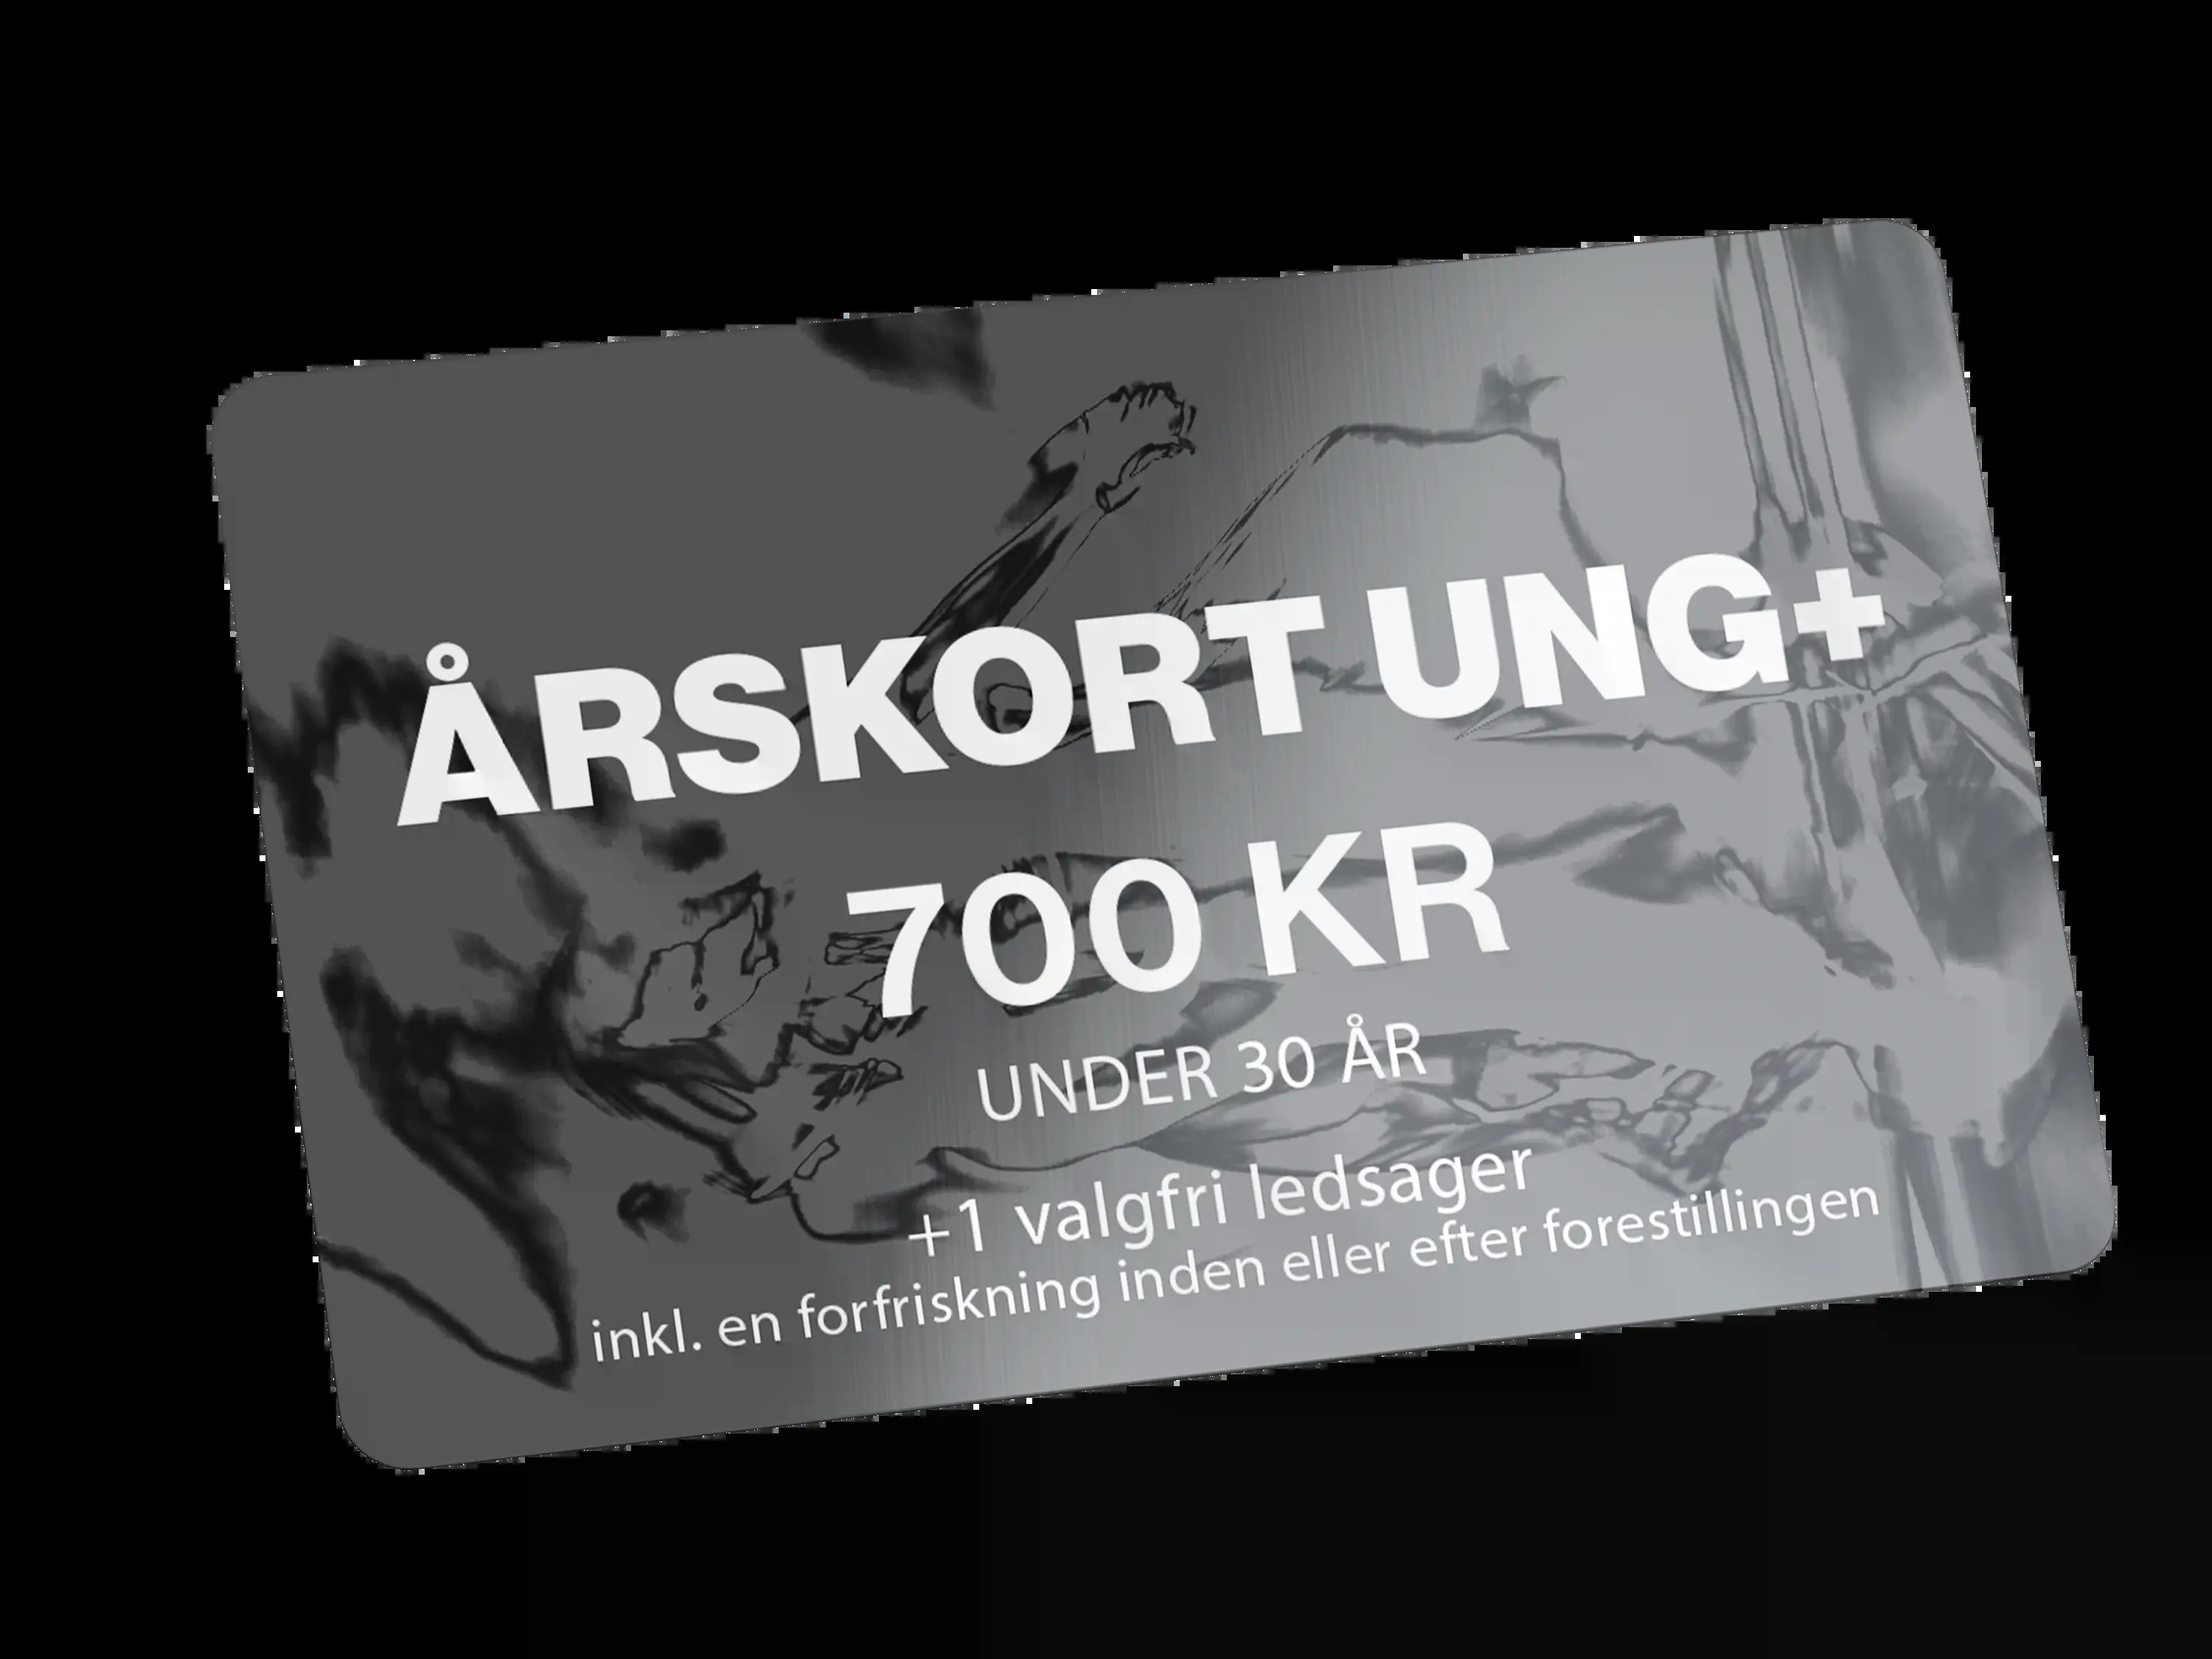 ÅRSKORT UNG+
700 KR
UNDER 30 ÅR
+1 valgfri ledsager
inkl. en forfriskning inden eller efter forestillingen